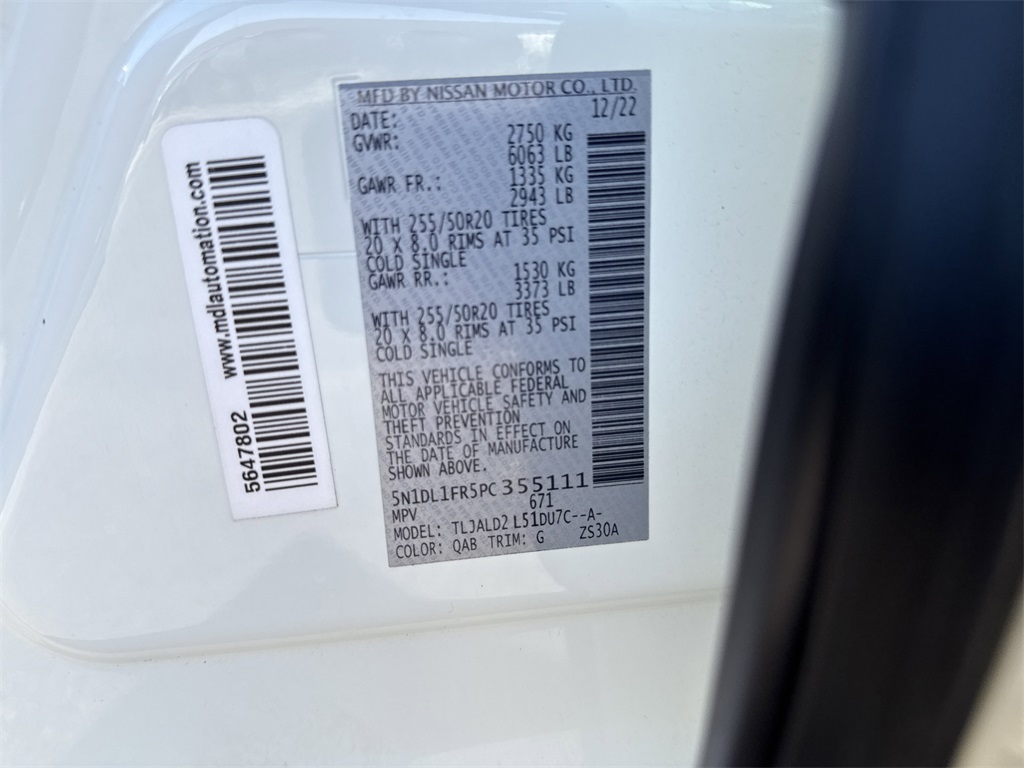 www.mdlautomation.com
5647802
MFD BY NISSAN MOTOR CO., LTD.
DATE: 12/22
GVWR: 2750 KG
6063 LB
GAWR FR.: 1335 KG
2943 LB
WITH 255/50R20 TIRES
20 X 8.0 RIMS AT 35 PSI
COLD SINGLE
GAWR RR.: 1530 KG
3373 LB
WITH 255/50R20 TIRES
20 X 8.0 RIMS AT 35 PSI
COLD SINGLE
THIS VEHICLE CONFORMS TO
ALL APPLICABLE FEDERAL
MOTOR VEHICLE SAFETY AND
THEFT PREVENTION
STANDARDS IN EFFECT ON
THE DATE OF MANUFACTURE
SHOWN ABOVE.
5N1DL1FR5PC355111
MPV 671
MODEL: TLJALD2 L51DU7C--A-
COLOR: QAB TRIM: G ZS30A